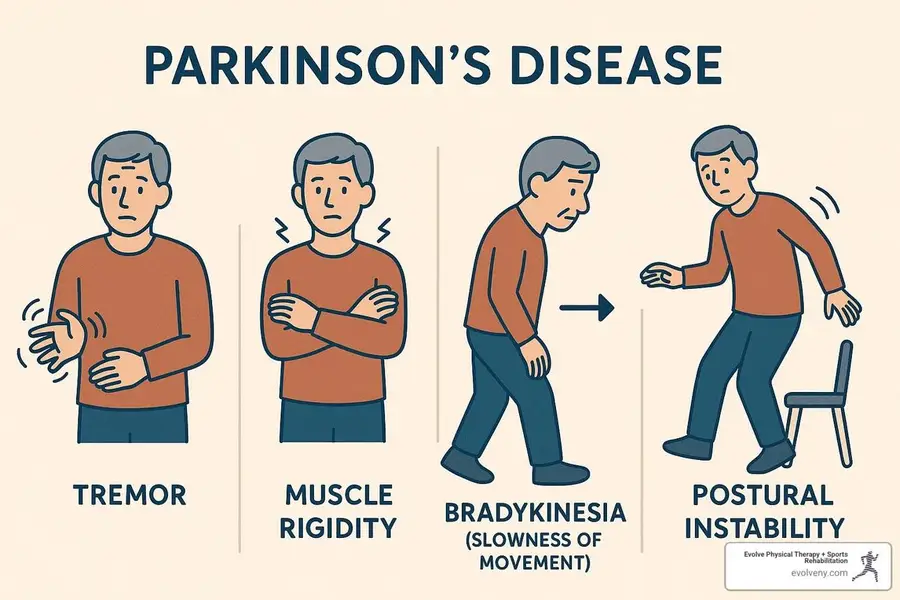 PARKINSON'S DISEASE
TREMOR
MUSCLE
RIGIDITY
BRADYKINESIA
(SLOWNESS OF
MOVEMENT)
POSTURAL
INSTABILITY
Evolve Physical Therapy + Sports
Rehabilitation
evolveny.com